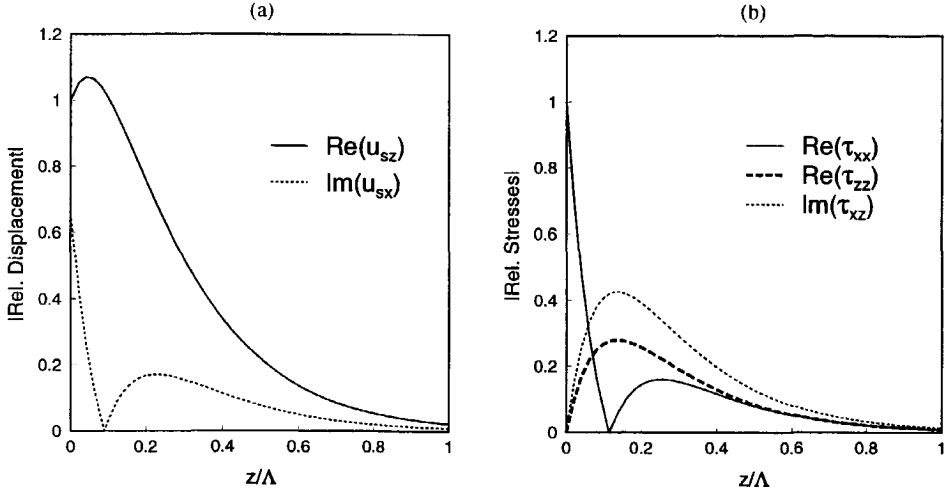 (a)
1.2
1
0.8
0.6
0.4
0.2
0
0
0.2
0.4
0.6
0.8
1
|Rel. Displacement|
z/Λ
Re(u_sz)
Im(u_sx)
(b)
1.2
1
0.8
0.6
0.4
0.2
0
0
0.2
0.4
0.6
0.8
1
|Rel. Stresses|
z/Λ
Re(τ_xx)
Re(τ_zz)
Im(τ_xz)